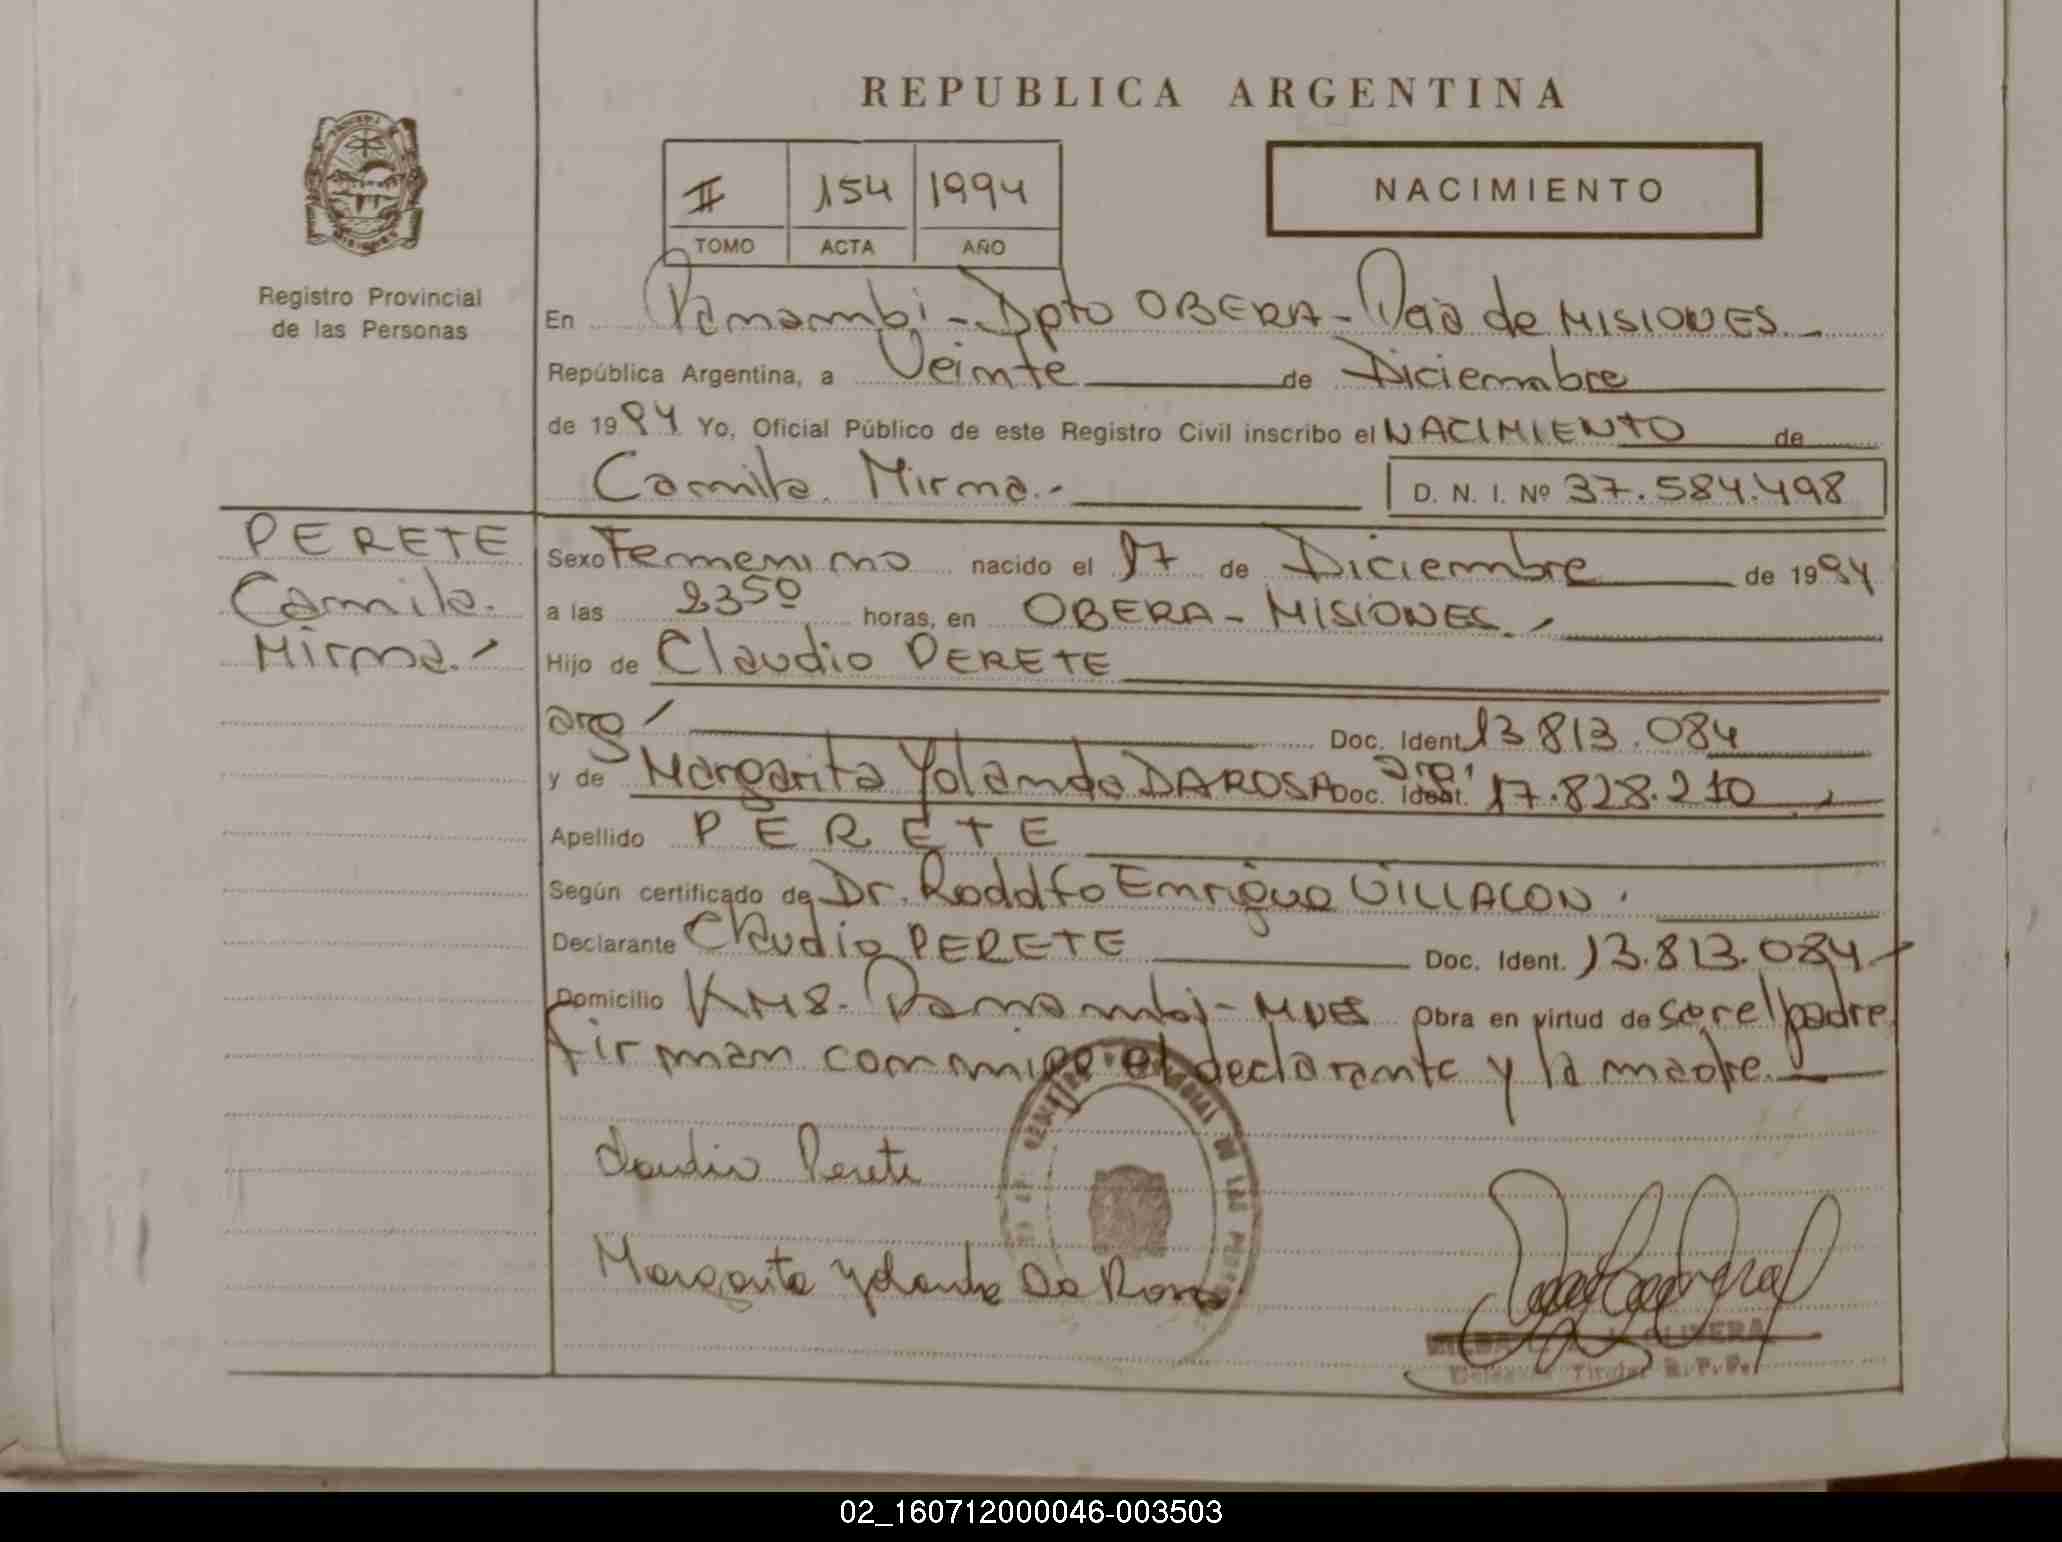 REPUBLICA ARGENTINA
II 154 1994
TOMO ACTA AÑO
NACIMIENTO
Registro Provincial
de las Personas
En Panambi - Dpto OBERA - Pcia de MISIONES.-
República Argentina, a Veinte de Diciembre
de 1994 Yo, Oficial Público de este Registro Civil inscribo el NACIMIENTO de
Camila Mirna.- D. N. I. Nº 37.584.498
PERETE
Camila
Mirna.-
Sexo Femenino nacido el 17 de Diciembre de 1994
a las 2350 horas, en OBERA - MISIONES.-
Hijo de Claudio PERETE
arg Doc. Ident. 13.813.084
y de Margarita Yolanda DAROSA arg Doc. Ident. 17.828.210
Apellido PERETE
Según certificado de Dr. Rodolfo Enrique VILLALON.
Declarante Claudio PERETE Doc. Ident. 13.813.084-
Domicilio KM8. Panambi - MNES Obra en virtud de ser el padre
firman conmigo el declarante y la madre.
Claudio Perete
Margarita Yolanda Da Rosa
OLIVERA
Titular R.P.P.
02_160712000046-003503